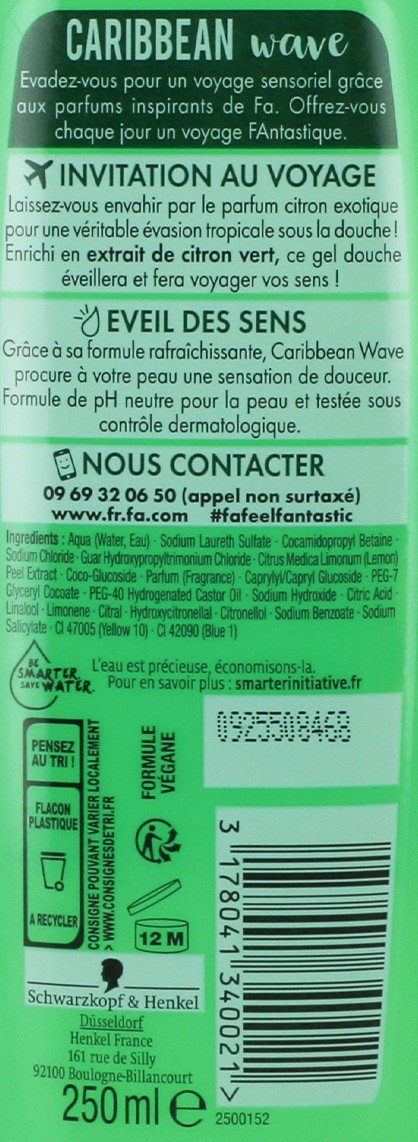 CARIBBEAN wave
Evadez-vous pour un voyage sensoriel grâce
aux parfums inspirants de Fa. Offrez-vous
chaque jour un voyage FAntastique.
INVITATION AU VOYAGE
Laissez-vous envahir par le parfum citron exotique
pour une véritable évasion tropicale sous la douche !
Enrichi en extrait de citron vert, ce gel douche
éveillera et fera voyager vos sens !
EVEIL DES SENS
Grâce à sa formule rafraîchissante, Caribbean Wave
procure à votre peau une sensation de douceur.
Formule de pH neutre pour la peau et testée sous
contrôle dermatologique.
NOUS CONTACTER
09 69 32 06 50 (appel non surtaxé)
www.fr.fa.com #fafeelfantastic
Ingredients : Aqua (Water, Eau) · Sodium Laureth Sulfate · Cocamidopropyl Betaine ·
Sodium Chloride · Guar Hydroxypropyltrimonium Chloride · Citrus Medica Limonum (Lemon)
Peel Extract · Coco-Glucoside · Parfum (Fragrance) · Caprylyl/Capryl Glucoside · PEG-7
Glyceryl Cocoate · PEG-40 Hydrogenated Castor Oil · Sodium Hydroxide · Citric Acid ·
Linalool · Limonene · Citral · Hydroxycitronellal · Citronellol · Sodium Benzoate · Sodium
Salicylate · CI 47005 (Yellow 10) · CI 42090 (Blue 1)
BE
SMARTER.
SAVE WATER.
L'eau est précieuse, économisons-la.
Pour en savoir plus : smarterinitiative.fr
0925508468
PENSEZ
AU TRI !
FLACON
PLASTIQUE
A RECYCLER
CONSIGNE POUVANT VARIER LOCALEMENT
> WWW.CONSIGNESDETRI.FR
FORMULE
VÉGANE
12 M
3 178041 340021 >
Schwarzkopf & Henkel
Düsseldorf
Henkel France
161 rue de Silly
92100 Boulogne-Billancourt
250 ml e
2500152